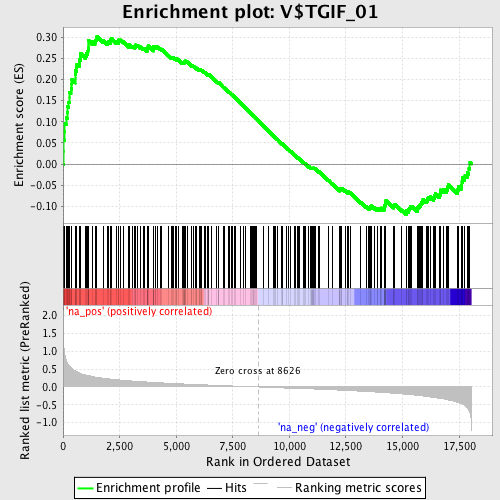 Enrichment plot: V$TGIF_01
Enrichment score (ES)
0.30
0.25
0.20
0.15
0.10
0.05
0.00
-0.05
-0.10
'na_pos' (positively correlated)
Ranked list metric (PreRanked)
2.0
1.5
1.0
0.5
0.0
-0.5
-1.0
Zero cross at 8626
'na_neg' (negatively correlated)
0 2,500 5,000 7,500 10,000 12,500 15,000 17,500
Rank in Ordered Dataset
Enrichment profile Hits Ranking metric scores